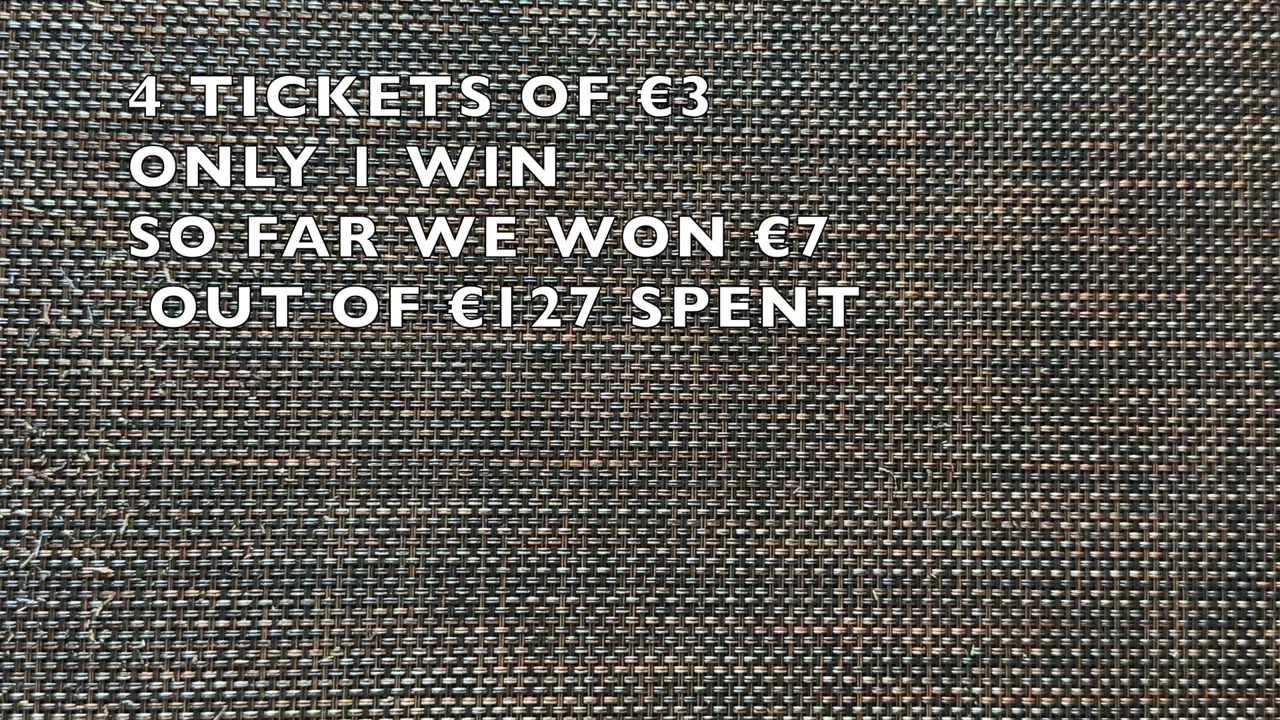 4 TICKETS OF €3
ONLY 1 WIN
SO FAR WE WON €7
OUT OF €127 SPENT